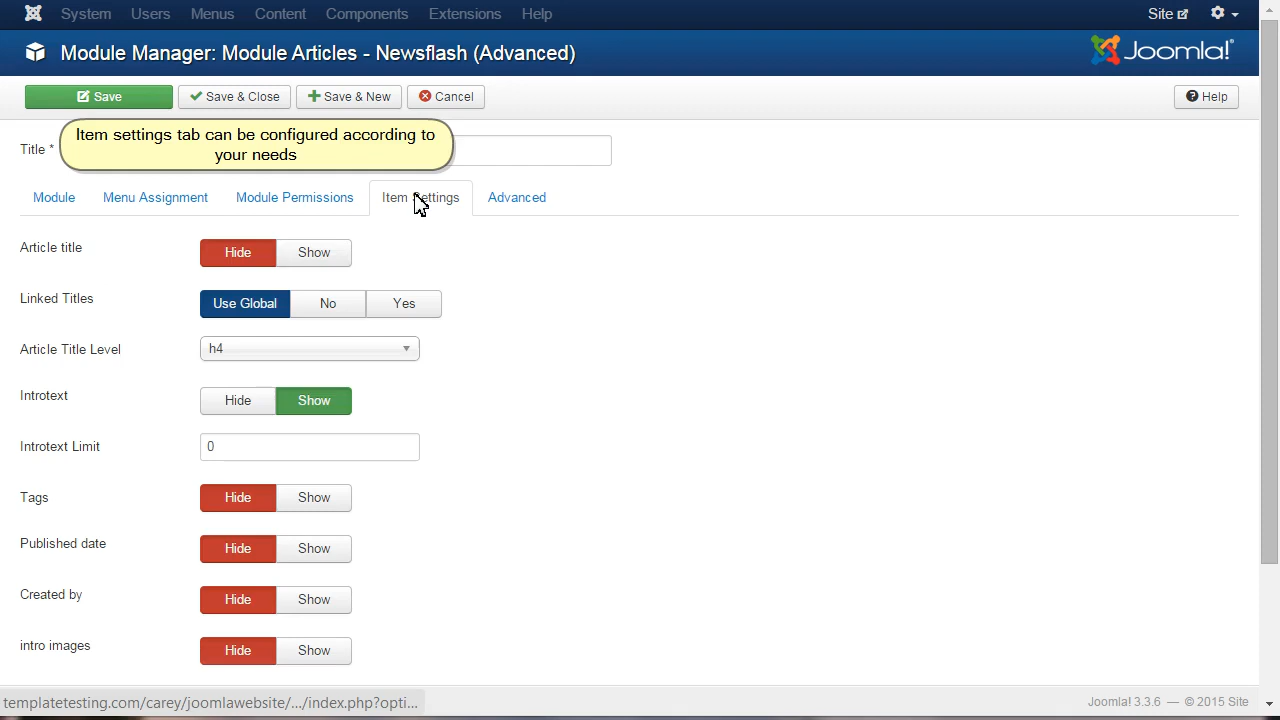 System Users Menus Content Components Extensions Help Site
Module Manager: Module Articles - Newsflash (Advanced) Joomla!®
Save Save & Close Save & New Cancel Help
Item settings tab can be configured according to
your needs
Title *
Module Menu Assignment Module Permissions Item Settings Advanced
Article title Hide Show
Linked Titles Use Global No Yes
Article Title Level h4
Introtext Hide Show
Introtext Limit 0
Tags Hide Show
Published date Hide Show
Created by Hide Show
intro images Hide Show
templatetesting.com/carey/joomlawebsite/.../index.php?opti... Joomla! 3.3.6 — © 2015 Site